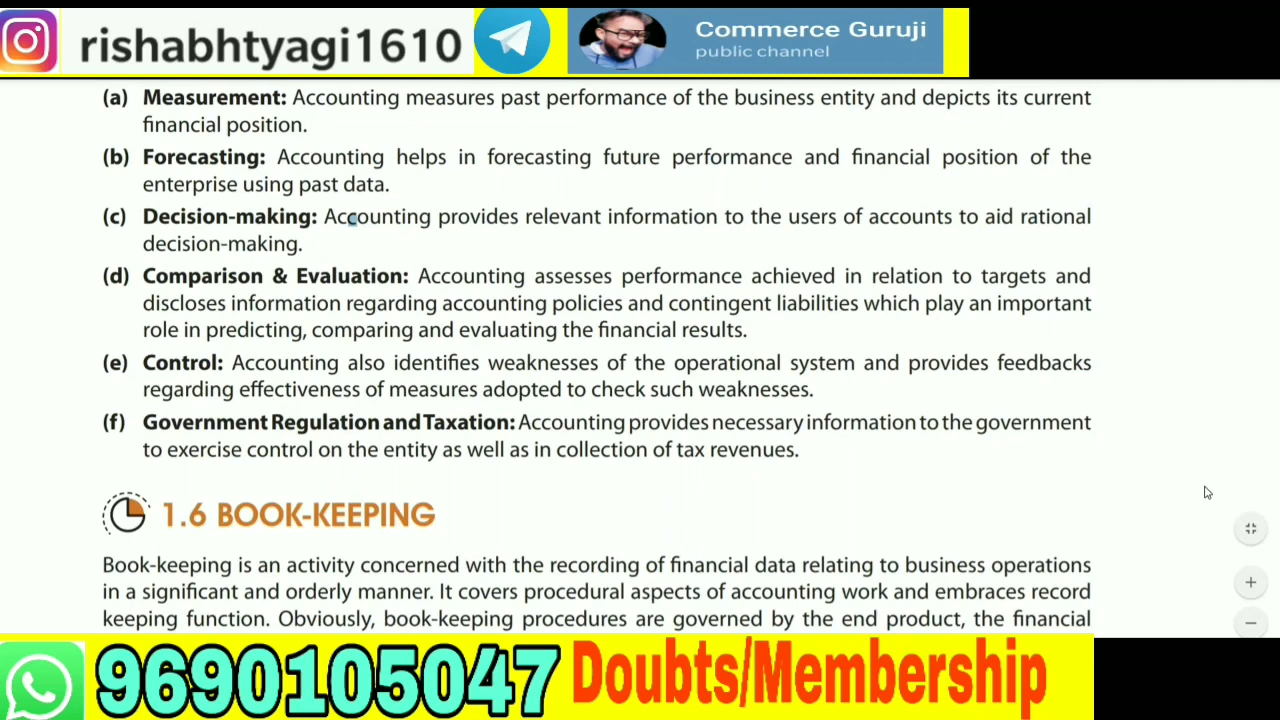 rishabhtyagi1610
Commerce Guruji
public channel
(a) Measurement: Accounting measures past performance of the business entity and depicts its current
financial position.
(b) Forecasting: Accounting helps in forecasting future performance and financial position of the
enterprise using past data.
(c) Decision-making: Accounting provides relevant information to the users of accounts to aid rational
decision-making.
(d) Comparison & Evaluation: Accounting assesses performance achieved in relation to targets and
discloses information regarding accounting policies and contingent liabilities which play an important
role in predicting, comparing and evaluating the financial results.
(e) Control: Accounting also identifies weaknesses of the operational system and provides feedbacks
regarding effectiveness of measures adopted to check such weaknesses.
(f) Government Regulation and Taxation: Accounting provides necessary information to the government
to exercise control on the entity as well as in collection of tax revenues.
1.6 BOOK-KEEPING
Book-keeping is an activity concerned with the recording of financial data relating to business operations
in a significant and orderly manner. It covers procedural aspects of accounting work and embraces record
keeping function. Obviously, book-keeping procedures are governed by the end product, the financial
9690105047 Doubts/Membership